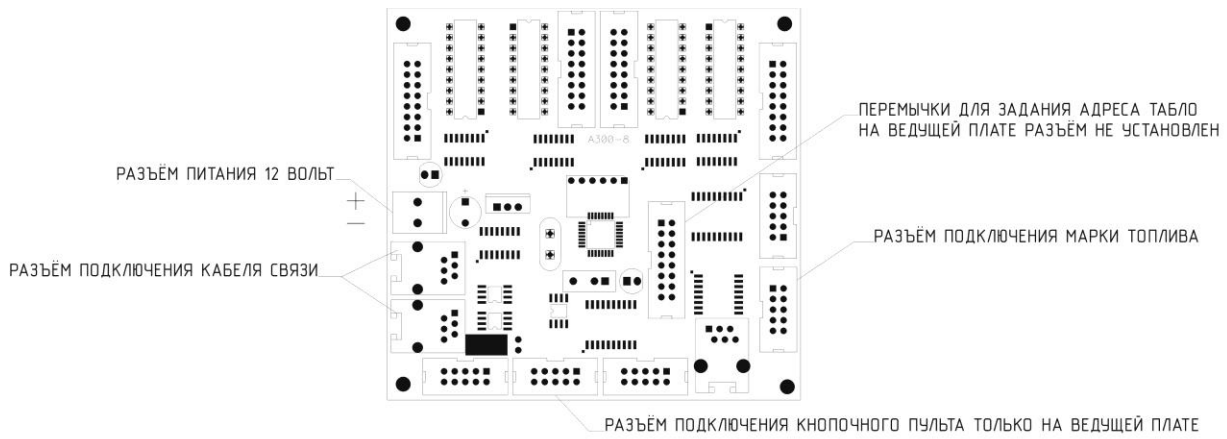 А300-8
ПЕРЕМЫЧКИ ДЛЯ ЗАДАНИЯ АДРЕСА ТАБЛО
НА ВЕДУЩЕЙ ПЛАТЕ РАЗЪЁМ НЕ УСТАНОВЛЕН
РАЗЪЁМ ПИТАНИЯ 12 ВОЛЬТ
+
+
—
РАЗЪЁМ ПОДКЛЮЧЕНИЯ МАРКИ ТОПЛИВА
РАЗЪЁМ ПОДКЛЮЧЕНИЯ КАБЕЛЯ СВЯЗИ
РАЗЪЁМ ПОДКЛЮЧЕНИЯ КНОПОЧНОГО ПУЛЬТА ТОЛЬКО НА ВЕДУЩЕЙ ПЛАТЕ